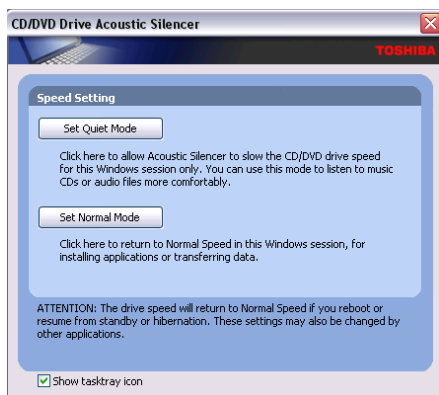 CD/DVD Drive Acoustic Silencer
TOSHIBA
Speed Setting
Set Quiet Mode
Click here to allow Acoustic Silencer to slow the CD/DVD drive speed
for this Windows session only. You can use this mode to listen to music
CDs or audio files more comfortably.
Set Normal Mode
Click here to return to Normal Speed in this Windows session, for
installing applications or transferring data.
ATTENTION: The drive speed will return to Normal Speed if you reboot or
resume from standby or hibernation. These settings may also be changed by
other applications.
Show tasktray icon